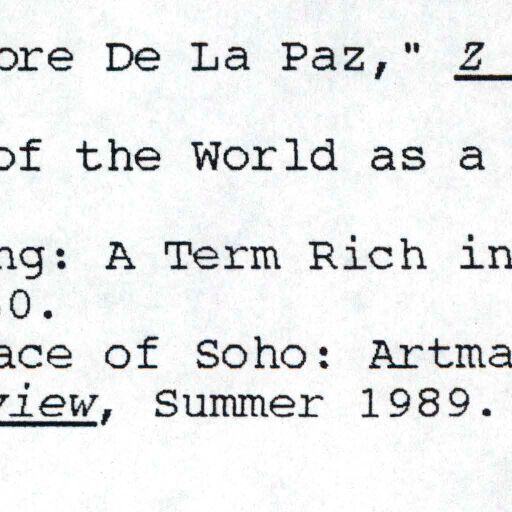 ore De La Paz," Z
of the World as a
ng: A Term Rich in
0.
ace of Soho: Artma
view, Summer 1989.